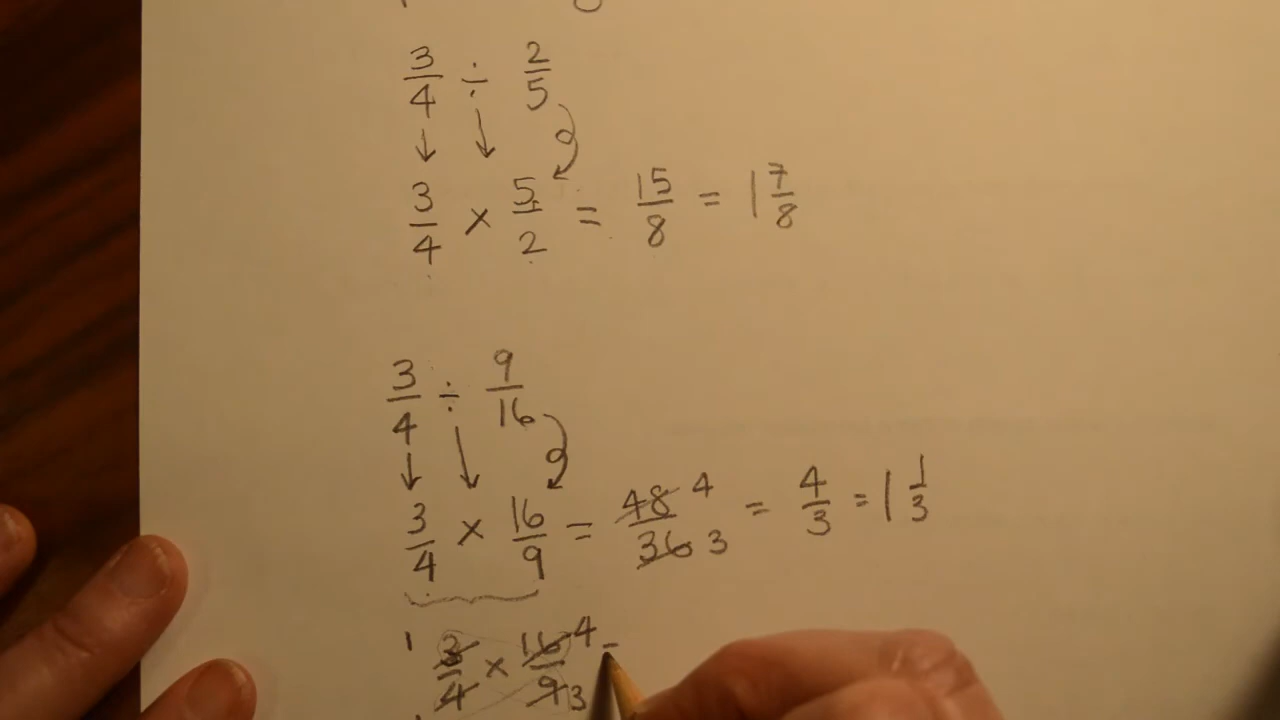 3/4 ÷ 2/5
3/4 × 5/2 = 15/8 = 1 7/8
3/4 ÷ 9/16
3/4 × 16/9 = 48/36 4/3 = 4/3 = 1 1/3
1 3/4 × 16/9 4/3 =